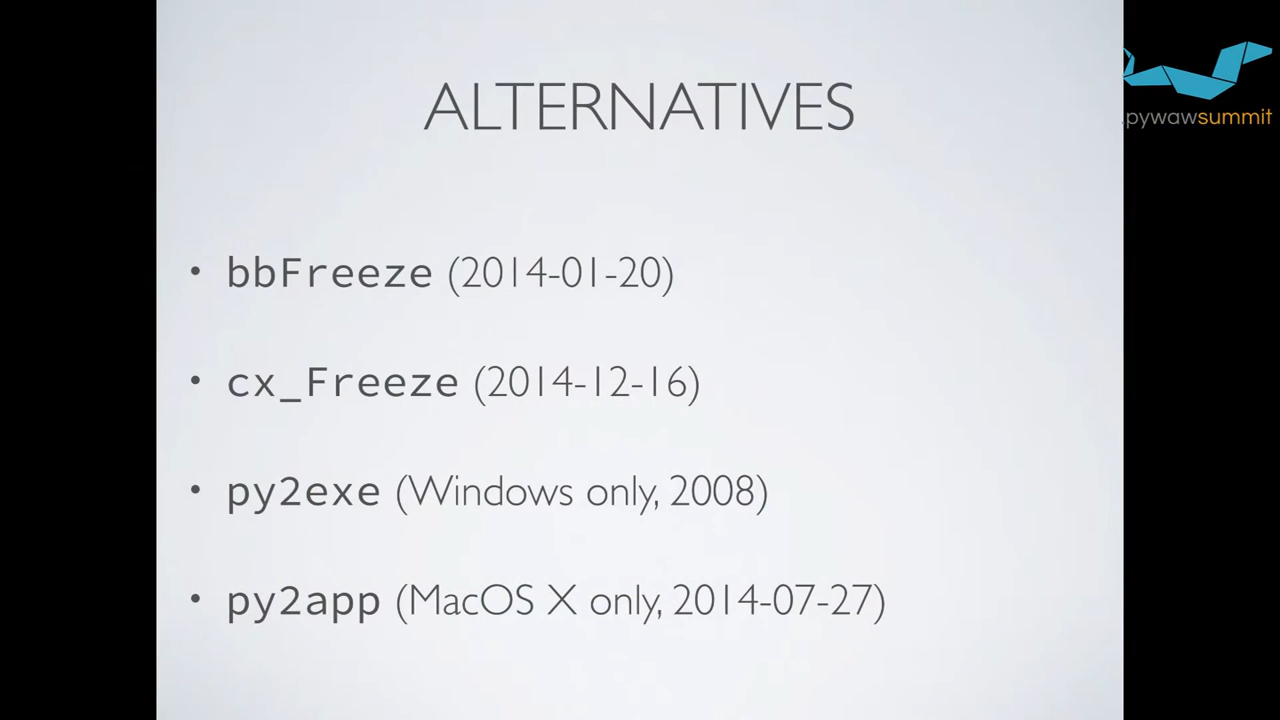 ALTERNATIVES
.pywawsummit
• bbFreeze (2014-01-20)
• cx_Freeze (2014-12-16)
• py2exe (Windows only, 2008)
• py2app (MacOS X only, 2014-07-27)